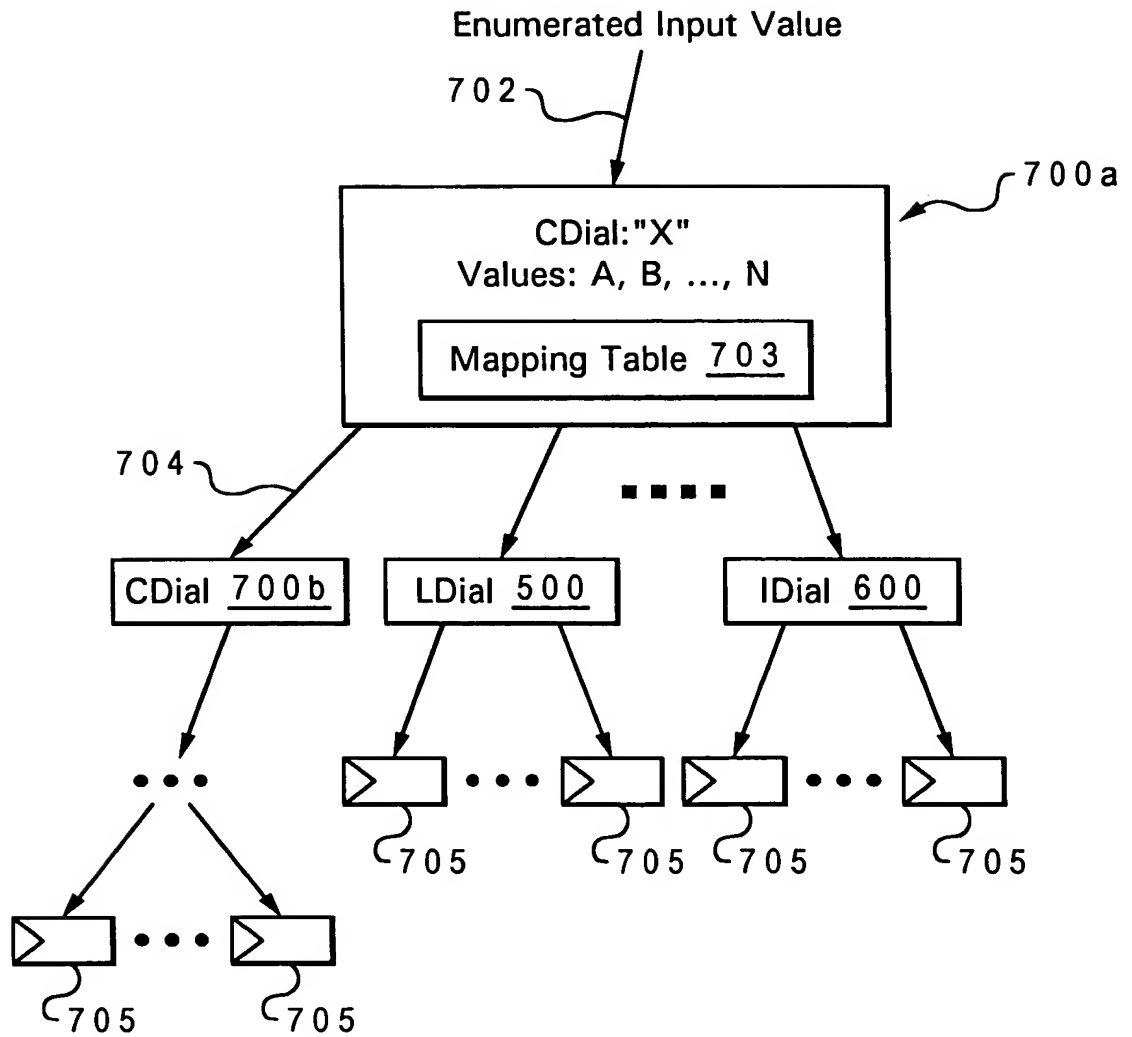 Enumerated Input Value
702
700a
CDial:"X"
Values: A, B, ..., N
Mapping Table 703
704
CDial 700b
LDial 500
IDial 600
705
705
705
705
705
705